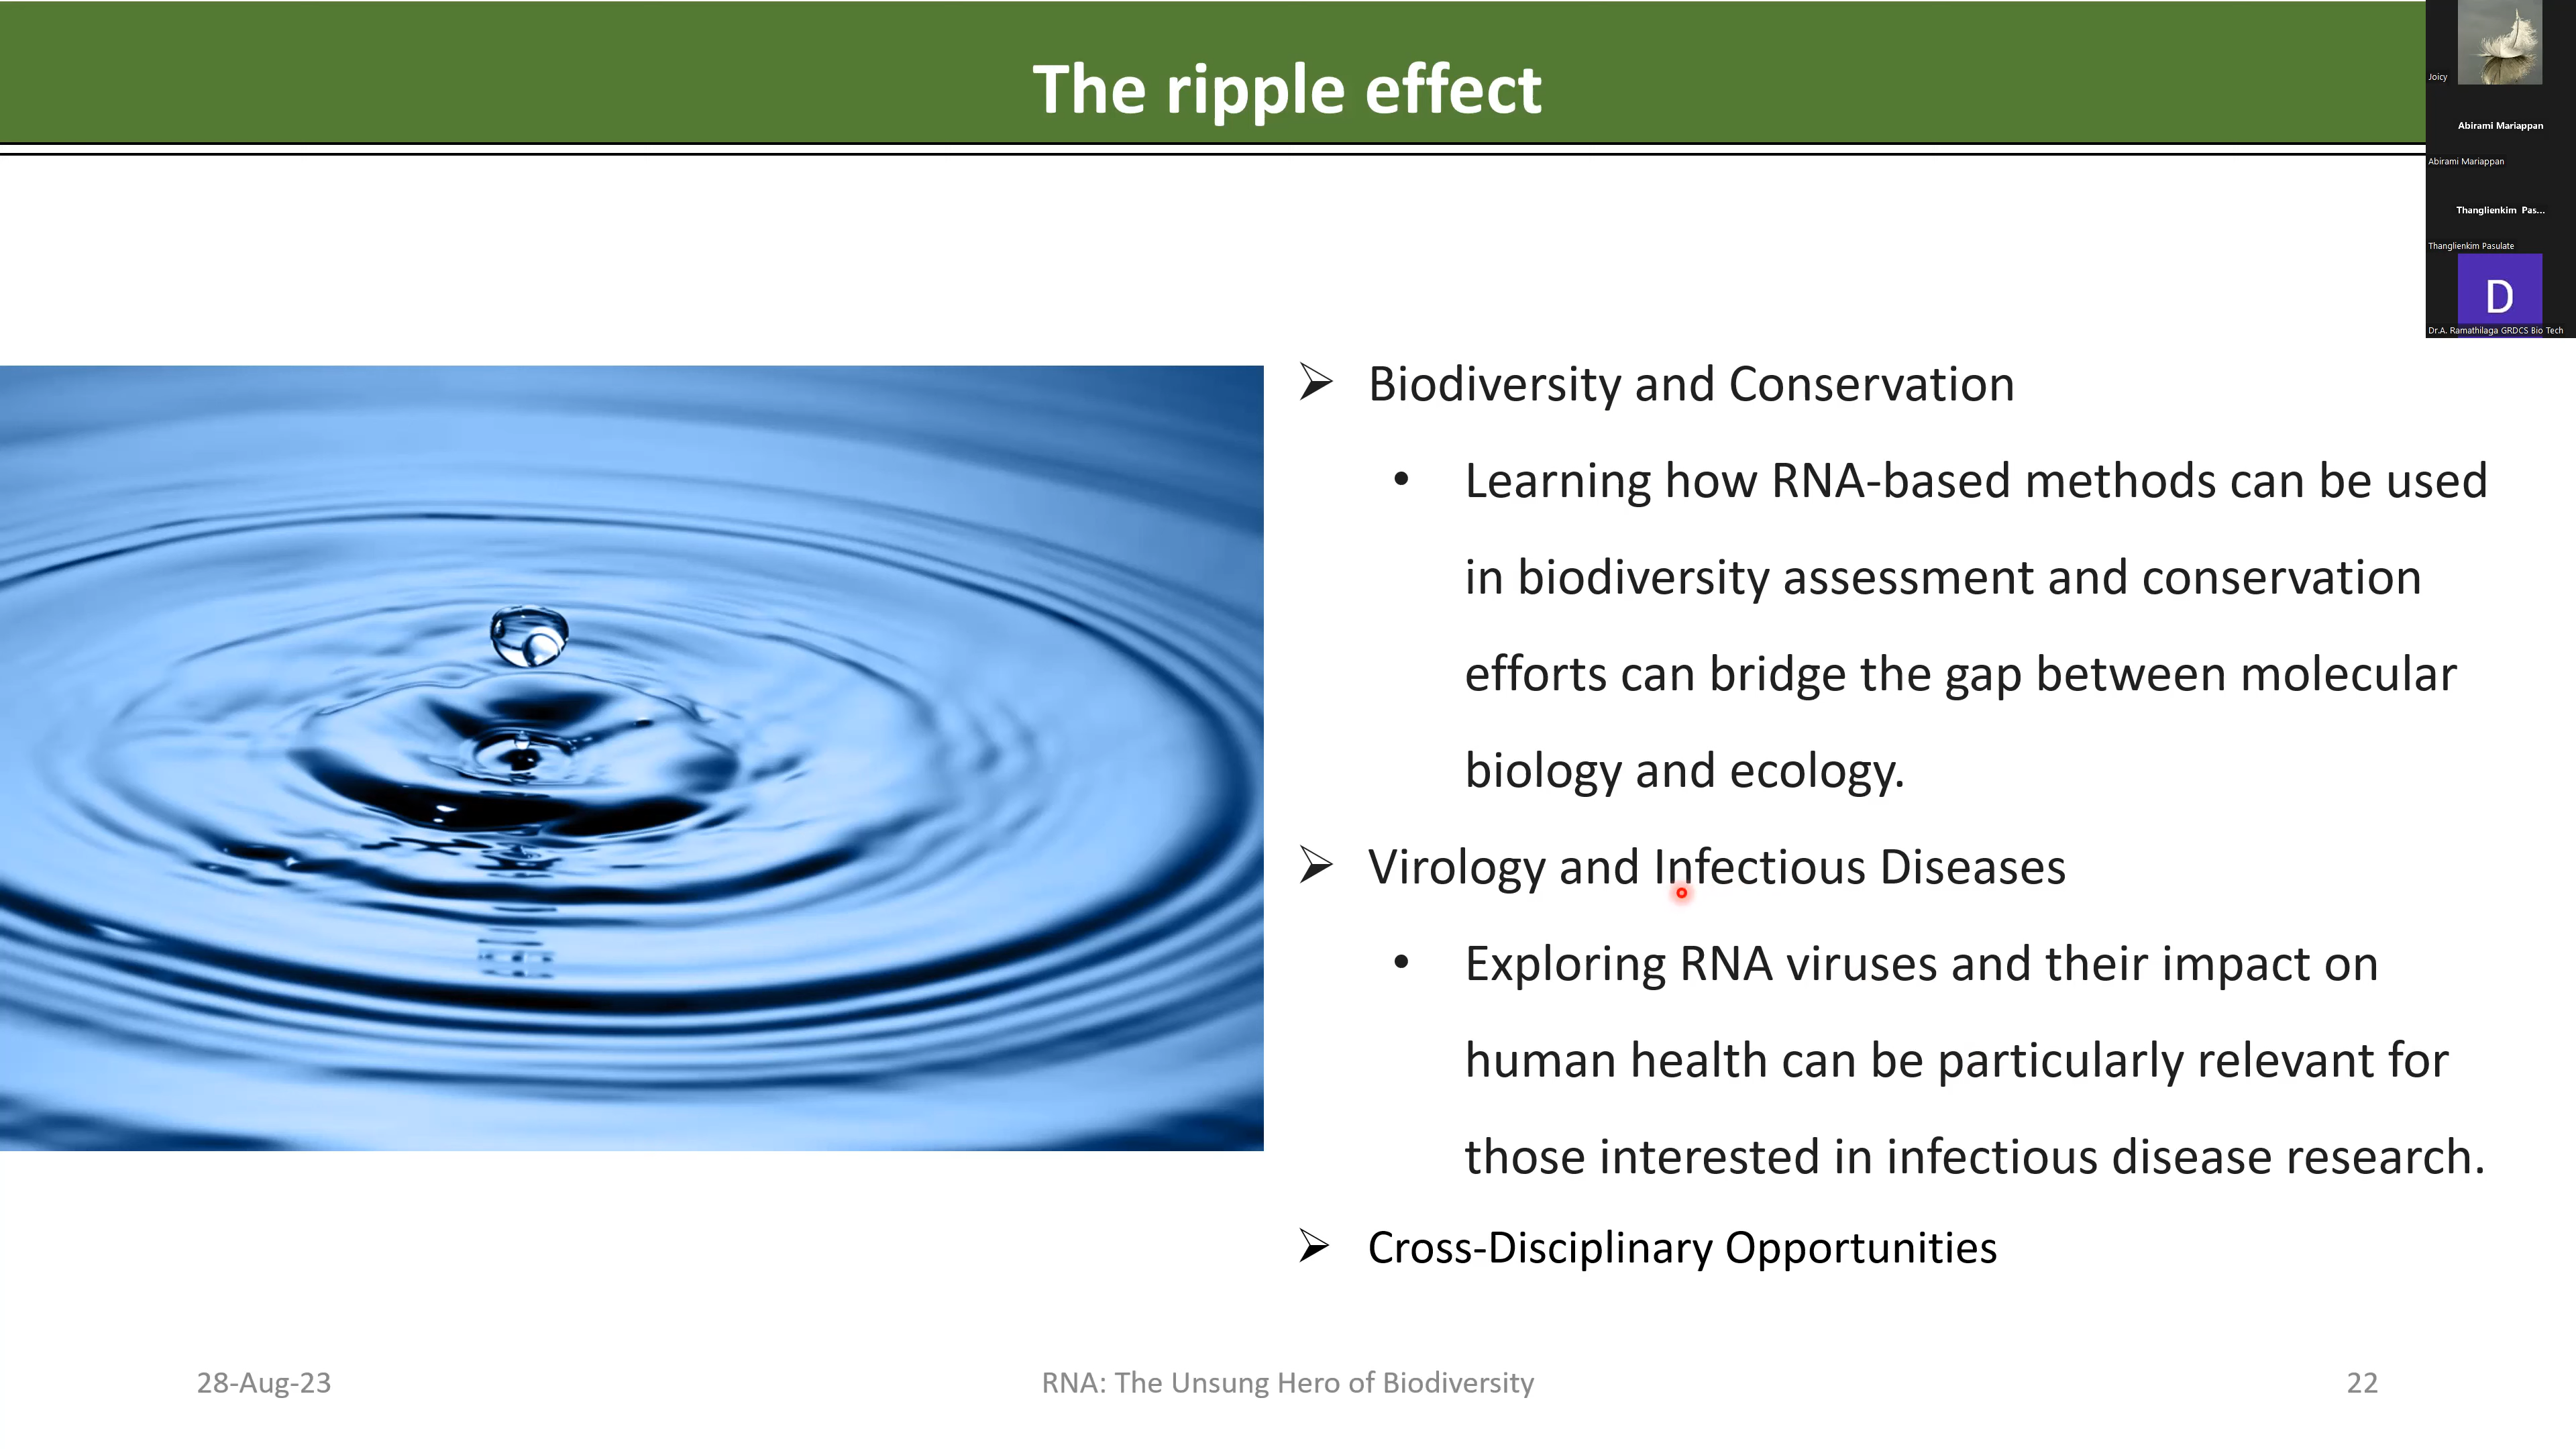 The ripple effect
Joicy
Abirami Mariappan
Abirami Mariappan
Thanglienkim Pas...
Thanglienkim Pasulate
D
Dr.A. Ramathilaga GRDCS Bio Tech
➢ Biodiversity and Conservation
• Learning how RNA-based methods can be used
in biodiversity assessment and conservation
efforts can bridge the gap between molecular
biology and ecology.
➢ Virology and Infectious Diseases
• Exploring RNA viruses and their impact on
human health can be particularly relevant for
those interested in infectious disease research.
➢ Cross-Disciplinary Opportunities
28-Aug-23
RNA: The Unsung Hero of Biodiversity
22